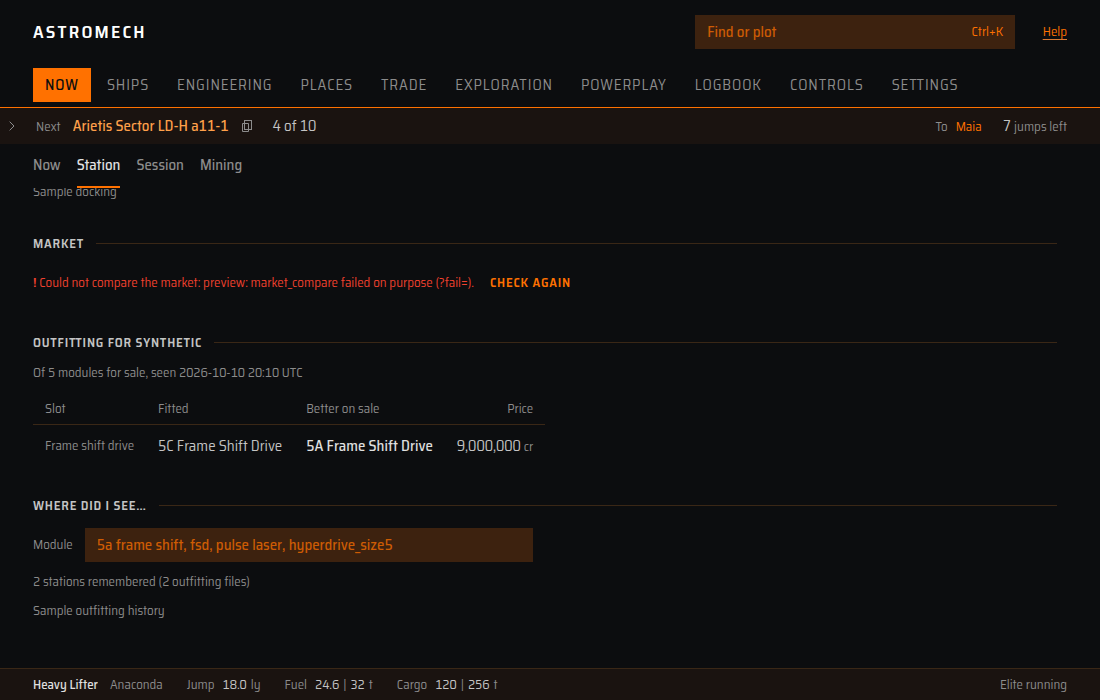 ASTROMECH
Find or plot Ctrl+K Help
NOW SHIPS ENGINEERING PLACES TRADE EXPLORATION POWERPLAY LOGBOOK CONTROLS SETTINGS
Next Arietis Sector LD-H a11-1 4 of 10 To Maia 7 jumps left
Now Station Session Mining
Sample docking
MARKET
! Could not compare the market: preview: market_compare failed on purpose (?fail=). CHECK AGAIN
OUTFITTING FOR SYNTHETIC
Of 5 modules for sale, seen 2026-10-10 20:10 UTC
Slot Fitted Better on sale Price
Frame shift drive 5C Frame Shift Drive 5A Frame Shift Drive 9,000,000 cr
WHERE DID I SEE...
Module 5a frame shift, fsd, pulse laser, hyperdrive_size5
2 stations remembered (2 outfitting files)
Sample outfitting history
Heavy Lifter Anaconda Jump 18.0 ly Fuel 24.6 | 32 t Cargo 120 | 256 t Elite running